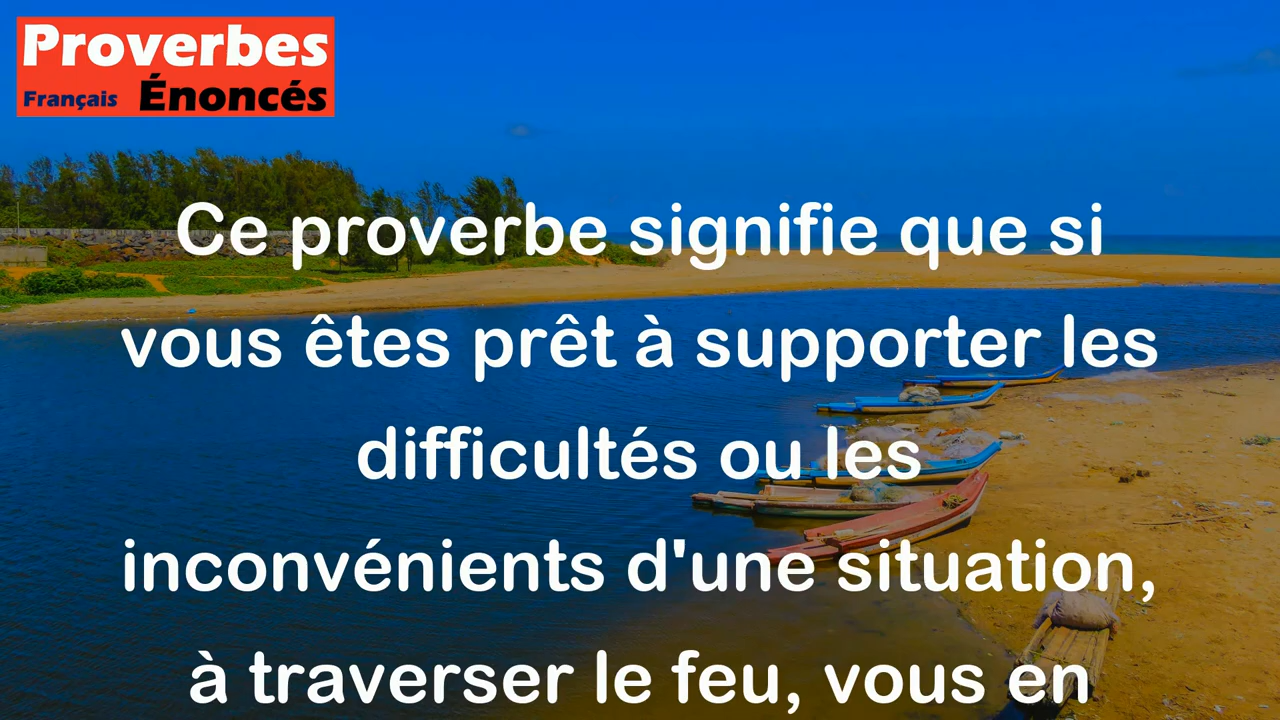 Proverbes
Français Énoncés
Ce proverbe signifie que si
vous êtes prêt à supporter les
difficultés ou les
inconvénients d'une situation,
à traverser le feu, vous en